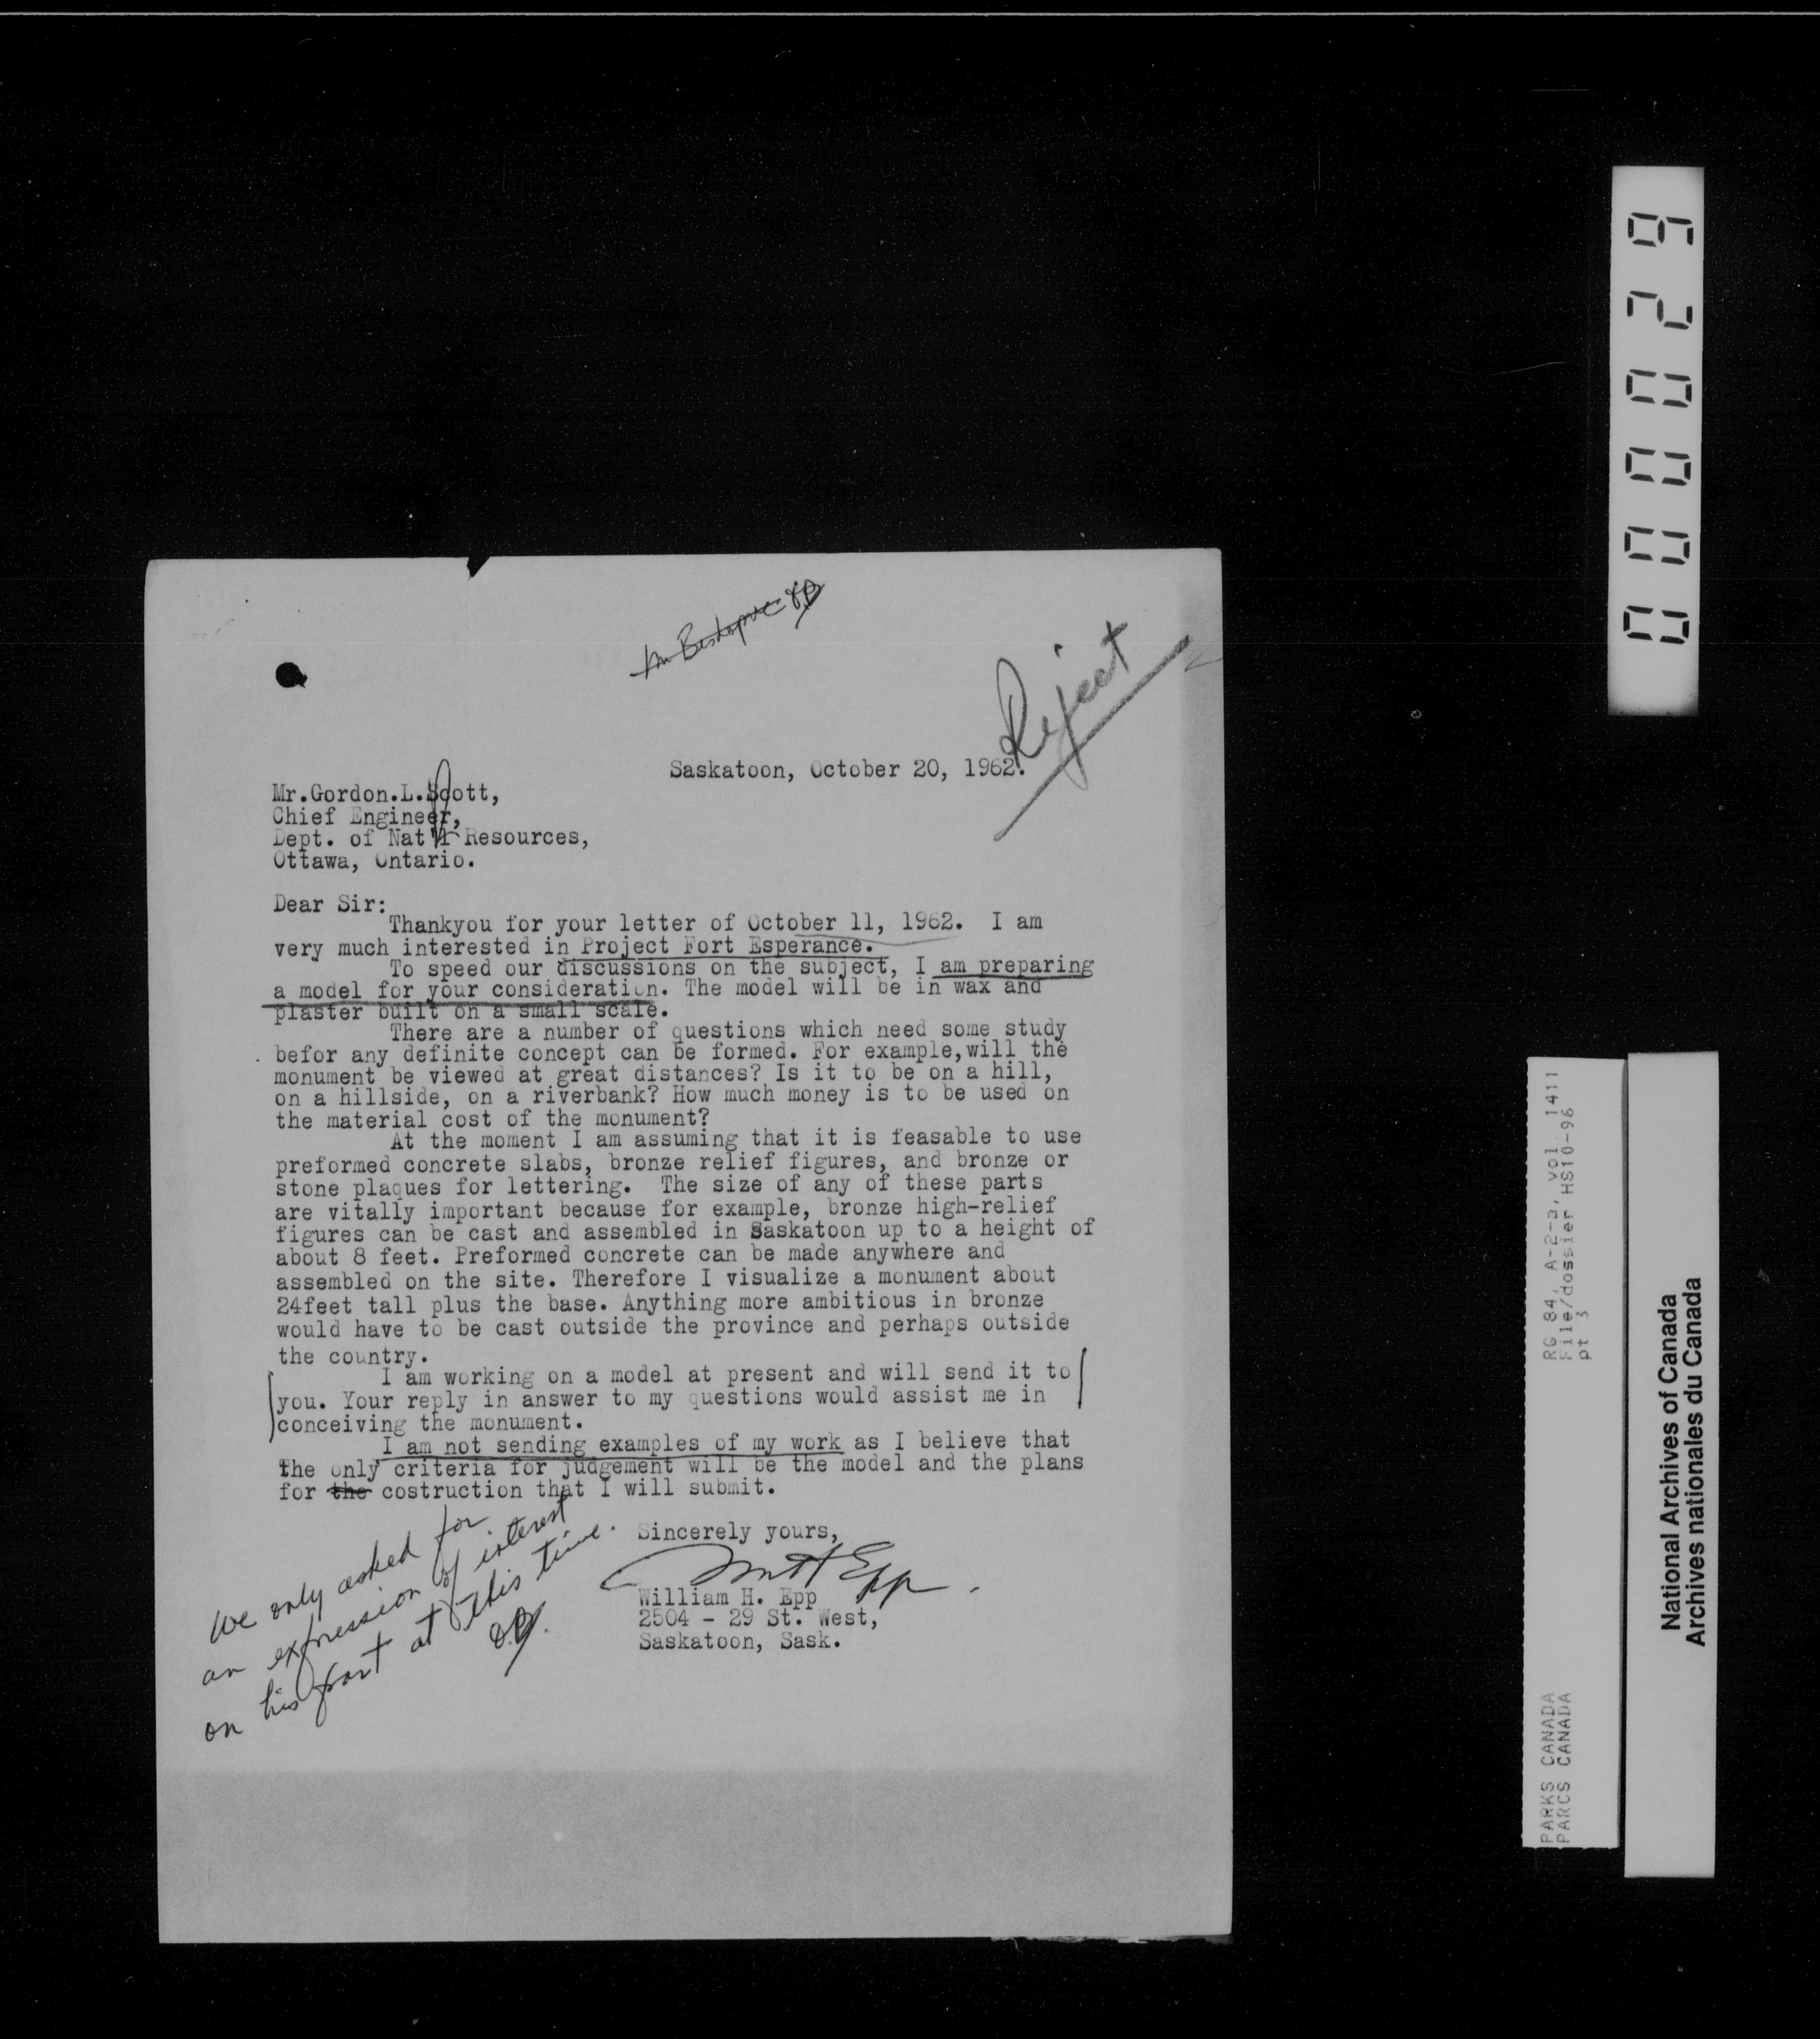 Reject
Saskatoon, October 20, 1962.
Mr.Gordon.L.Scott,
Chief Engineer,
Dept. of Nat'l Resources,
Ottawa, Ontario.
Dear Sir:
Thankyou for your letter of October 11, 1962. I am
very much interested in Project Fort Esperance.
To speed our discussions on the subject, I am preparing
a model for your consideration. The model will be in wax and
plaster built on a small scale.
There are a number of questions which need some study
befor any definite concept can be formed. For example,will the
monument be viewed at great distances? Is it to be on a hill,
on a hillside, on a riverbank? How much money is to be used on
the material cost of the monument?
At the moment I am assuming that it is feasable to use
preformed concrete slabs, bronze relief figures, and bronze or
stone plaques for lettering. The size of any of these parts
are vitally important because for example, bronze high-relief
figures can be cast and assembled in Saskatoon up to a height of
about 8 feet. Preformed concrete can be made anywhere and
assembled on the site. Therefore I visualize a monument about
24feet tall plus the base. Anything more ambitious in bronze
would have to be cast outside the province and perhaps outside
the country.
I am working on a model at present and will send it to
you. Your reply in answer to my questions would assist me in
conceiving the monument.
I am not sending examples of my work as I believe that
the only criteria for judgement will be the model and the plans
for the costruction that I will submit.
Sincerely yours,
William H. Epp
2504 - 29 St. West,
Saskatoon, Sask.
We only asked for
an expression of interest
on his part at this time.
000029
RG 84, A-2-a, vol 1411
File/dossier HS10-96
pt 3
PARKS CANADA
PARCS CANADA
National Archives of Canada
Archives nationales du Canada